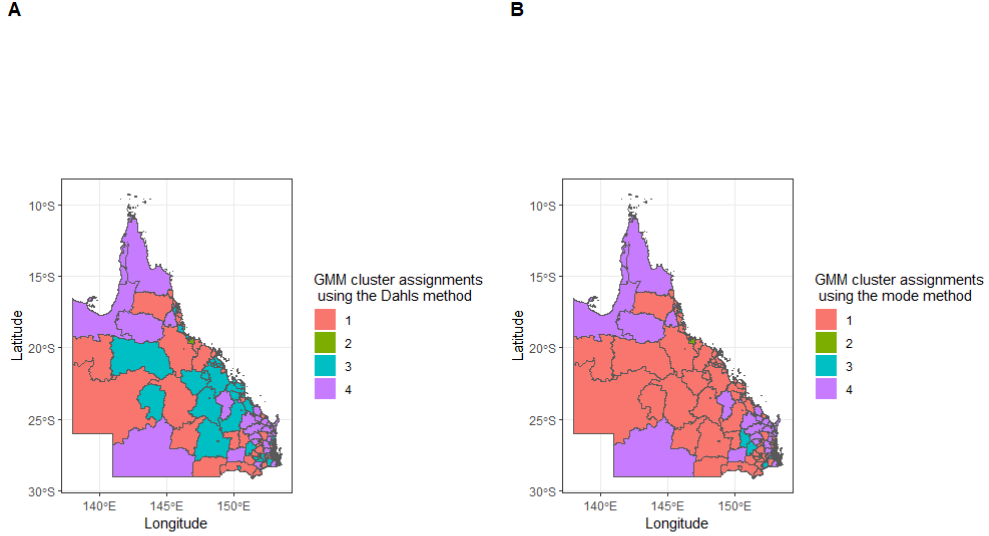 A
B
10°S
15°S
20°S
25°S
30°S
Latitude
140°E 145°E 150°E
Longitude
GMM cluster assignments
using the Dahls method
1
2
3
4
10°S
15°S
20°S
25°S
30°S
Latitude
140°E 145°E 150°E
Longitude
GMM cluster assignments
using the mode method
1
2
3
4